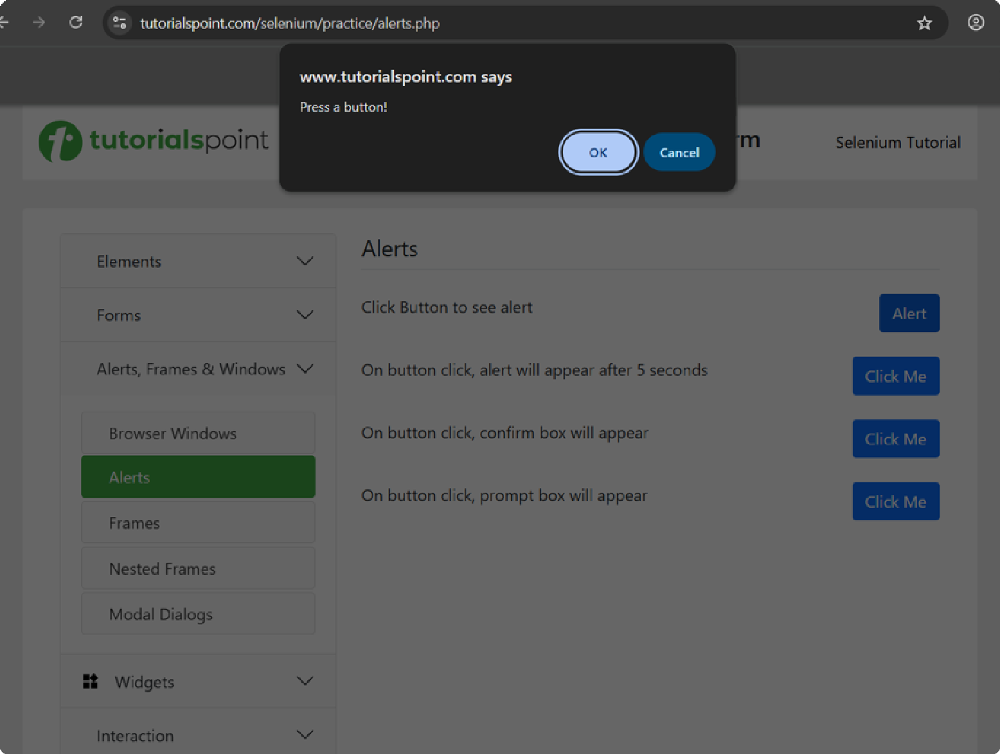 tutorialspoint.com/selenium/practice/alerts.php
www.tutorialspoint.com says
Press a button!
OK
Cancel
tutorialspoint
Selenium Tutorial
Elements
Forms
Alerts, Frames & Windows
Browser Windows
Alerts
Frames
Nested Frames
Modal Dialogs
Widgets
Interaction
Alerts
Click Button to see alert
Alert
On button click, alert will appear after 5 seconds
Click Me
On button click, confirm box will appear
Click Me
On button click, prompt box will appear
Click Me